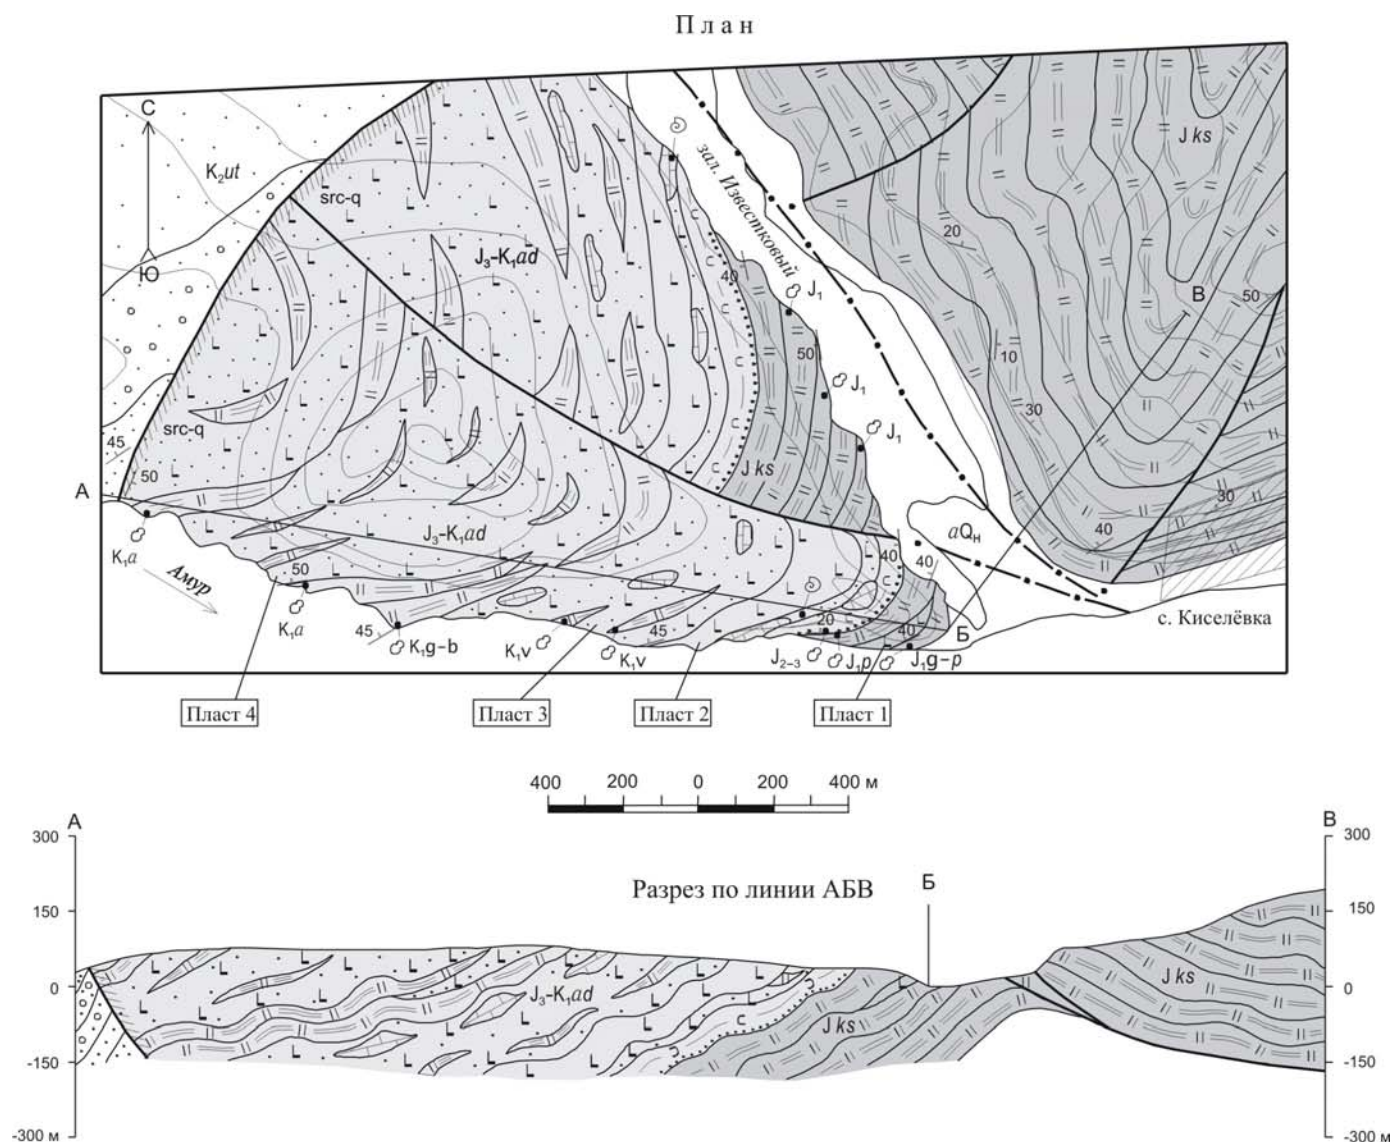 План
С
K₂ut
src-q
Ю
зал. Известковый
J ks
20
J₃-K₁ad
40
J₁
В
50
50
10
J₁
src-q
30
J₁
45
J ks
50
30
А
40
aQн
J₃-K₁ad
40
40
K₁a
Амур
50
K₁a
с. Киселёвка
45
K₁g-b
K₁v
K₁v
45
20
40
Б
J₂₋₃
J₁p
J₁g-p
Пласт 4
Пласт 3
Пласт 2
Пласт 1
400 200 0 200 400 м
А
В
300
300
Разрез по линии АБВ
Б
150
150
J₃-K₁ad
J ks
J ks
0
0
-150
-150
-300 м
-300 м